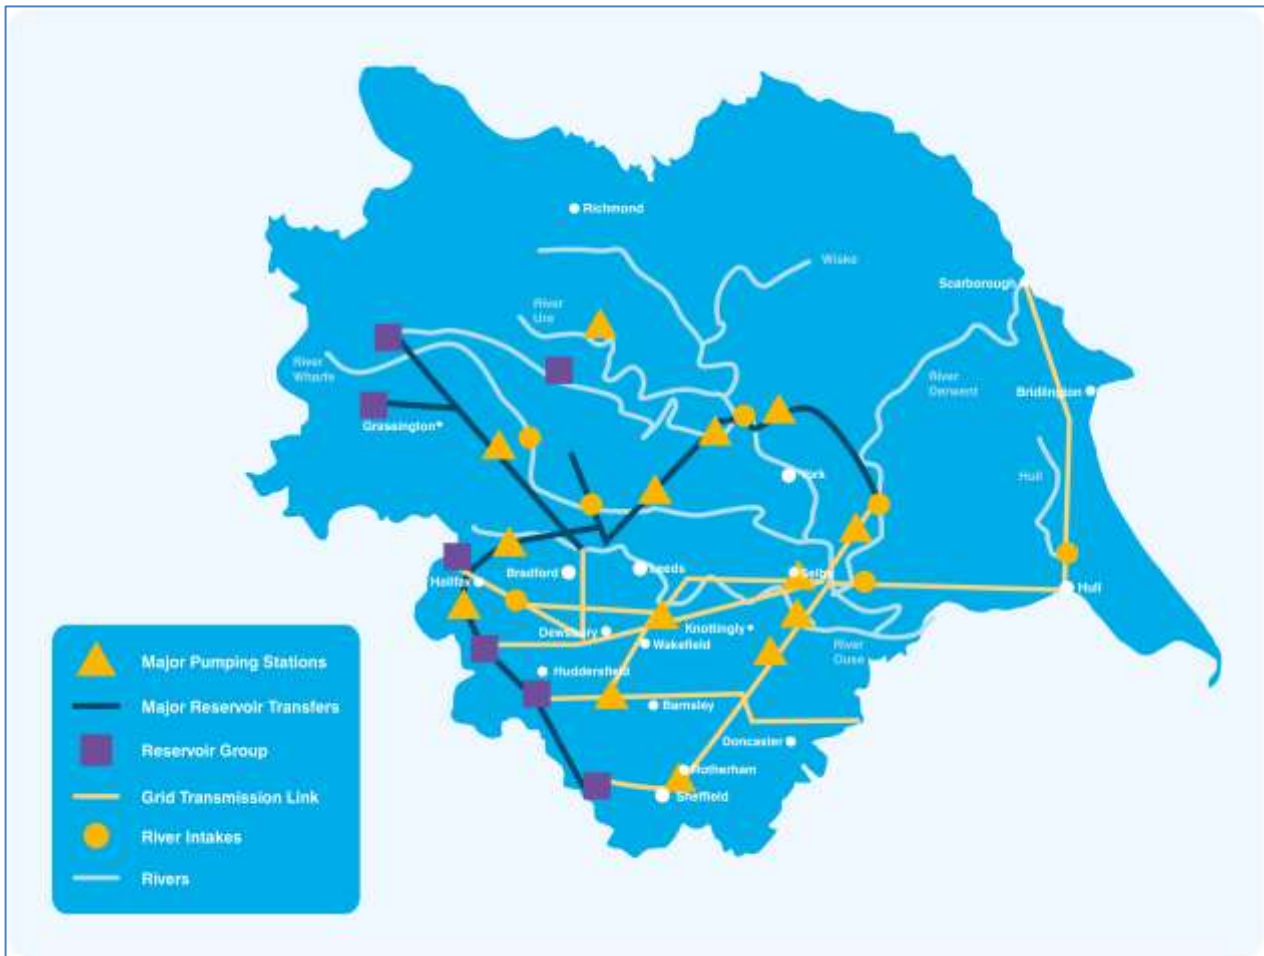 Richmond
Wiske
Scarborough
River
Ure
River
Wharfe
River
Derwent
Bridlington
Grassington
York
Hull
Halifax
Bradford
Leeds
Selby
Hull
Dewsbury
Knottingly
Wakefield
River
Ouse
Huddersfield
Barnsley
Doncaster
Rotherham
Sheffield
Major Pumping Stations
Major Reservoir Transfers
Reservoir Group
Grid Transmission Link
River Intakes
Rivers